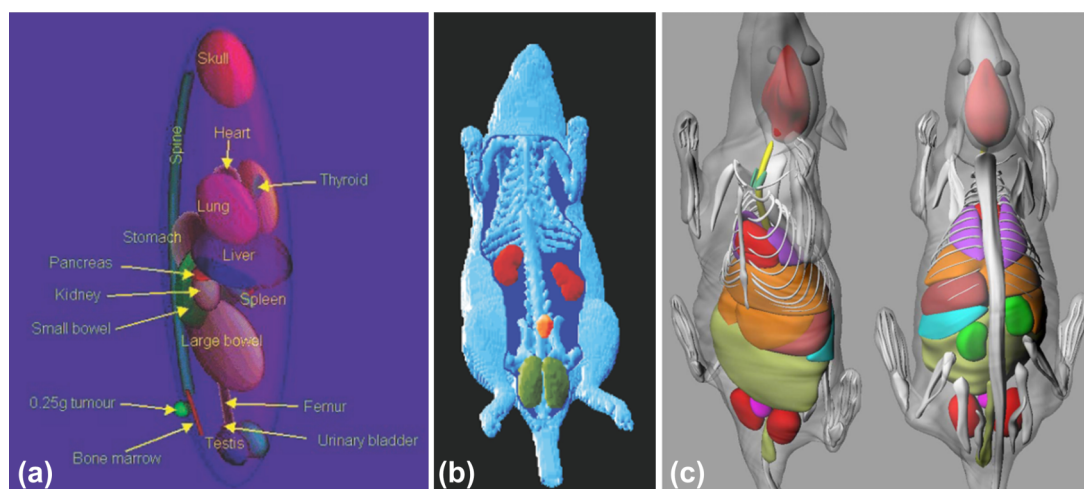 Skull
Spine
Heart
Thyroid
Lung
Stomach
Liver
Pancreas
Kidney
Spleen
Small bowel
Large bowel
0.25g tumour
Femur
Testis
Urinary bladder
Bone marrow
(a)
(b)
(c)